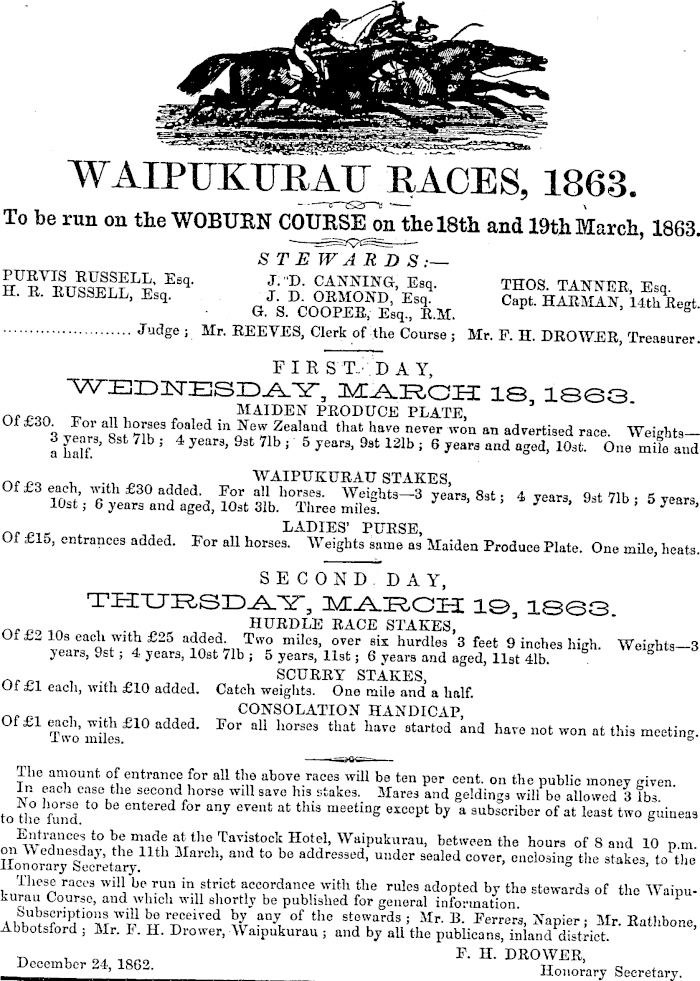 WAIPUKURAU RACES, 1863.
To be run on the WOBURN COURSE on the 18th and 19th March, 1863.
STEWARDS:—
PURVIS RUSSELL, Esq. J. D. CANNING, Esq. THOS. TANNER, Esq.
H. R. RUSSELL, Esq. J. D. ORMOND, Esq. Capt. HARMAN, 14th Regt.
G. S. COOPER, Esq., R.M.
........................ Judge; Mr. REEVES, Clerk of the Course; Mr. F. H. DROWER, Treasurer.
FIRST DAY,
WEDNESDAY, MARCH 18, 1863.
MAIDEN PRODUCE PLATE,
Of £30. For all horses foaled in New Zealand that have never won an advertised race. Weights—
3 years, 8st 7lb; 4 years, 9st 7lb; 5 years, 9st 12lb; 6 years and aged, 10st. One mile and
a half.
WAIPUKURAU STAKES,
Of £3 each, with £30 added. For all horses. Weights—3 years, 8st; 4 years, 9st 7lb; 5 years,
10st; 6 years and aged, 10st 3lb. Three miles.
LADIES' PURSE,
Of £15, entrances added. For all horses. Weights same as Maiden Produce Plate. One mile, heats.
SECOND DAY,
THURSDAY, MARCH 19, 1863.
HURDLE RACE STAKES,
Of £2 10s each with £25 added. Two miles, over six hurdles 3 feet 9 inches high. Weights—3
years, 9st; 4 years, 10st 7lb; 5 years, 11st; 6 years and aged, 11st 4lb.
SCURRY STAKES,
Of £1 each, with £10 added. Catch weights. One mile and a half.
CONSOLATION HANDICAP,
Of £1 each, with £10 added. For all horses that have started and have not won at this meeting.
Two miles.
The amount of entrance for all the above races will be ten per cent. on the public money given.
In each case the second horse will save his stakes. Mares and geldings will be allowed 3 lbs.
No horse to be entered for any event at this meeting except by a subscriber of at least two guineas
to the fund.
Entrances to be made at the Tavistock Hotel, Waipukurau, between the hours of 8 and 10 p.m.
on Wednesday, the 11th March, and to be addressed, under sealed cover, enclosing the stakes, to the
Honorary Secretary.
These races will be run in strict accordance with the rules adopted by the stewards of the Waipu-
kurau Course, and which will shortly be published for general information.
Subscriptions will be received by any of the stewards; Mr. B. Ferrers, Napier; Mr. Rathbone,
Abbotsford; Mr. F. H. Drower, Waipukurau; and by all the publicans, inland district.
F. H. DROWER,
December 24, 1862. Honorary Secretary.